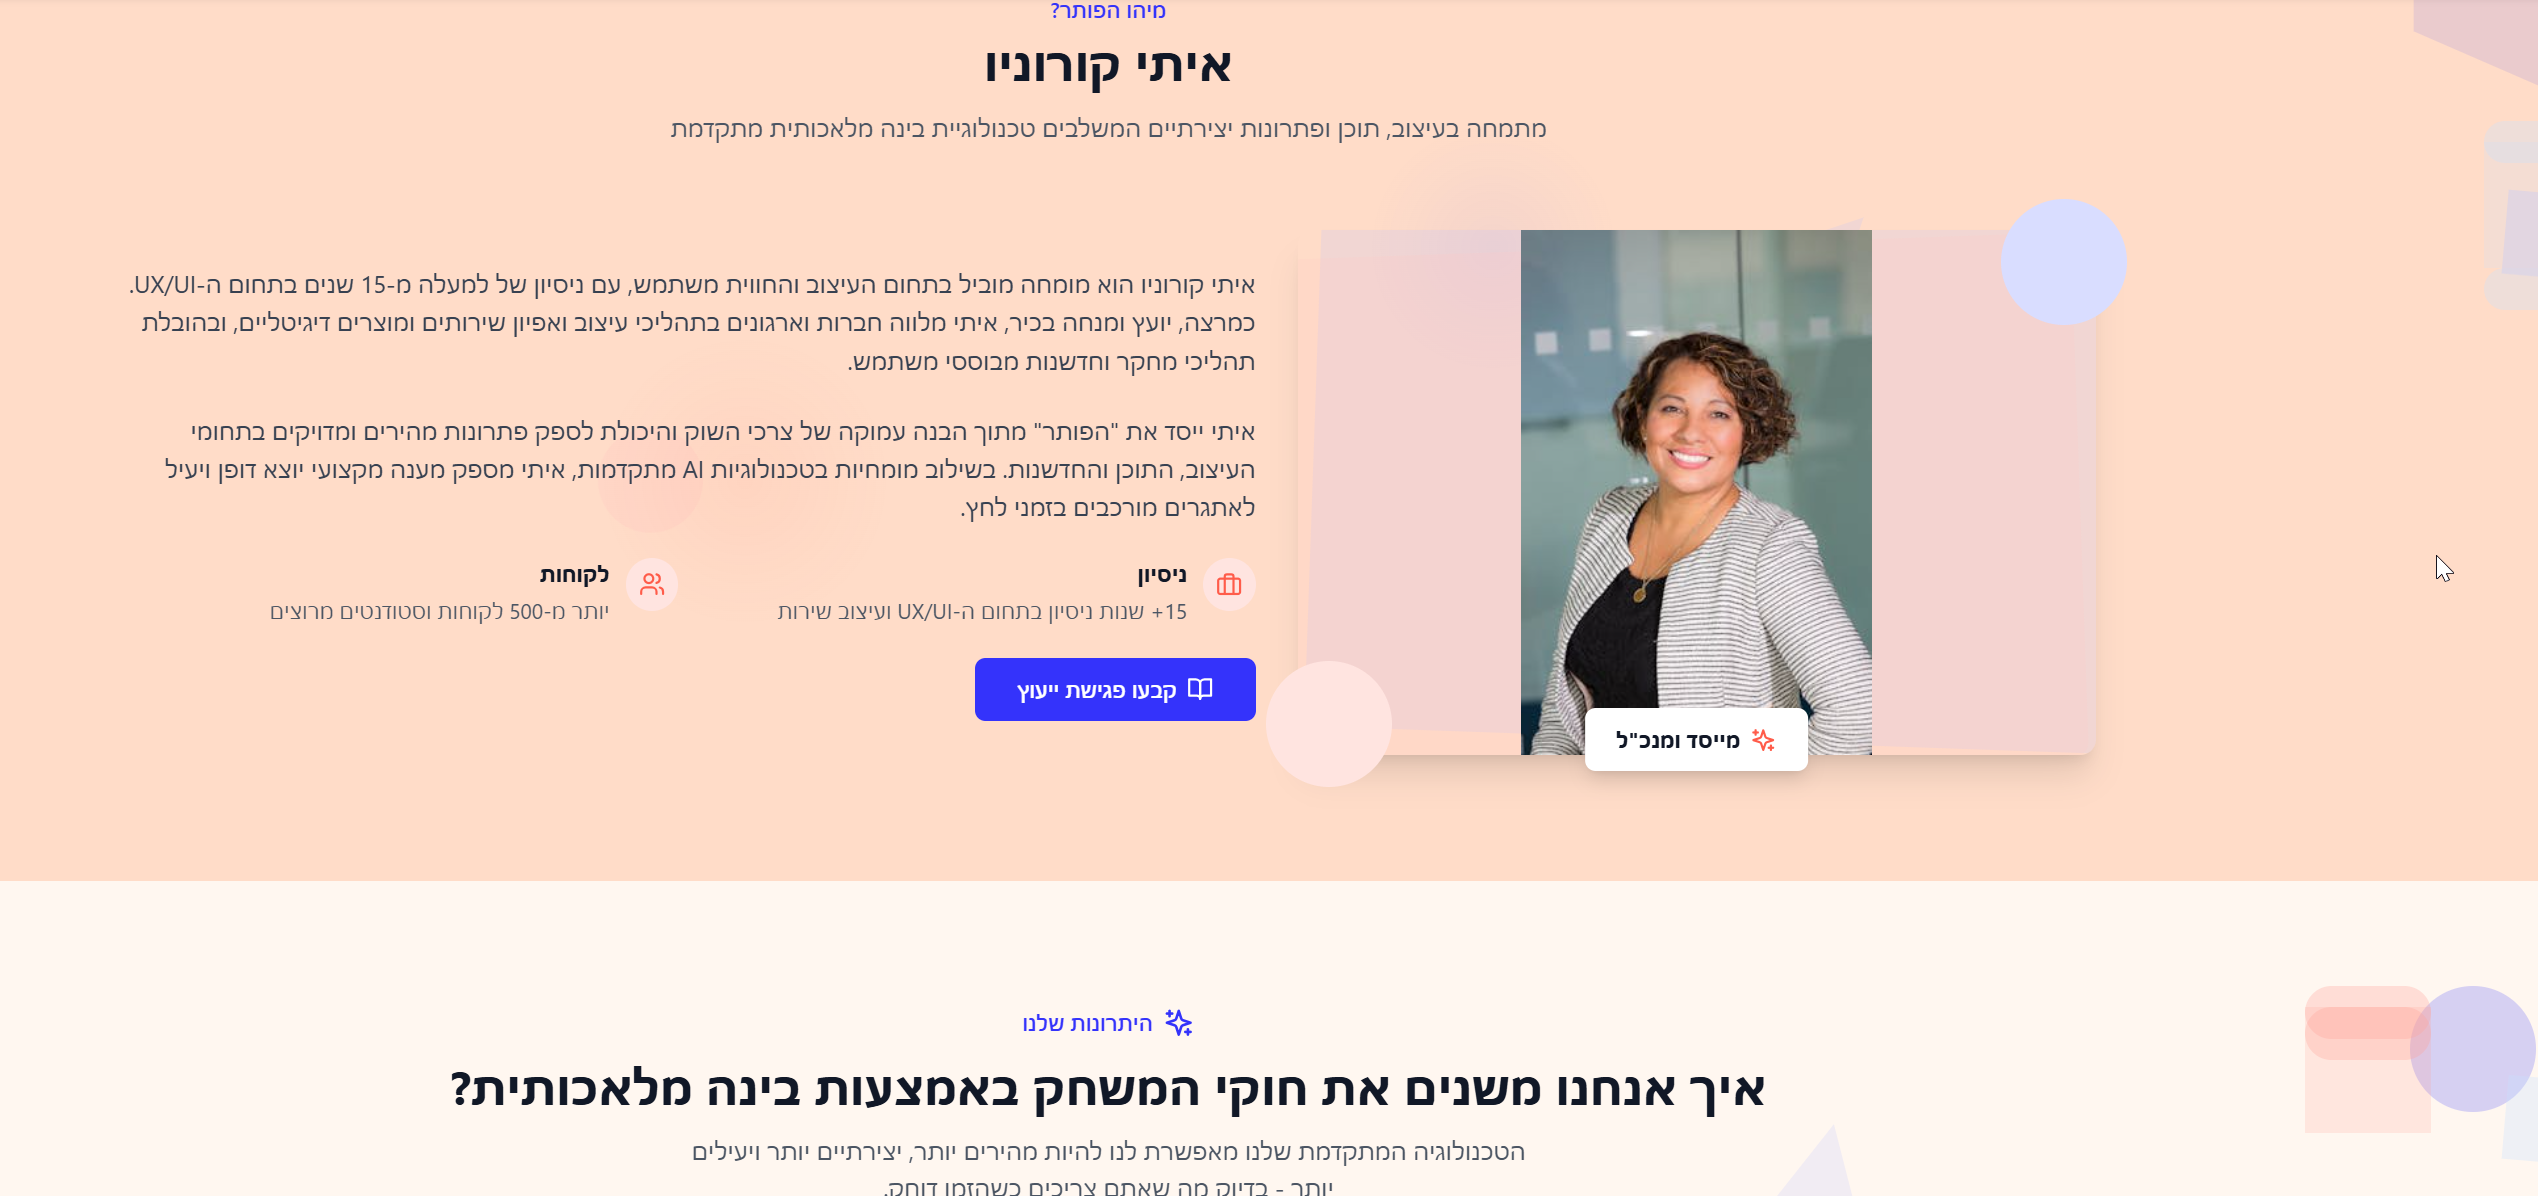 מיהו הפותר?
איתי קורוניו
מתמחה בעיצוב, תוכן ופתרונות יצירתיים המשלבים טכנולוגיית בינה מלאכותית מתקדמת
איתי קורוניו הוא מומחה מוביל בתחום העיצוב והחווית משתמש, עם ניסיון של למעלה מ-15 שנים בתחום ה-UX/UI.
כמרצה, יועץ ומנחה בכיר, איתי מלווה חברות וארגונים בתהליכי עיצוב ואפיון שירותים ומוצרים דיגיטליים, ובהובלת
תהליכי מחקר וחדשנות מבוססי משתמש.
איתי ייסד את "הפותר" מתוך הבנה עמוקה של צרכי השוק והיכולת לספק פתרונות מהירים ומדויקים בתחומי
העיצוב, התוכן והחדשנות. בשילוב מומחיות בטכנולוגיות AI מתקדמות, איתי מספק מענה מקצועי יוצא דופן ויעיל
לאתגרים מורכבים בזמני לחץ.
ניסיון
15+ שנות ניסיון בתחום ה-UX/UI ועיצוב שירות
לקוחות
יותר מ-500 לקוחות וסטודנטים מרוצים
קבעו פגישת ייעוץ
מייסד ומנכ"ל
היתרונות שלנו
איך אנחנו משנים את חוקי המשחק באמצעות בינה מלאכותית?
הטכנולוגיה המתקדמת שלנו מאפשרת לנו להיות מהירים יותר, יצירתיים יותר ויעילים
יותר - בדיוק מה שאתם צריכים כשהזמן דוחק.